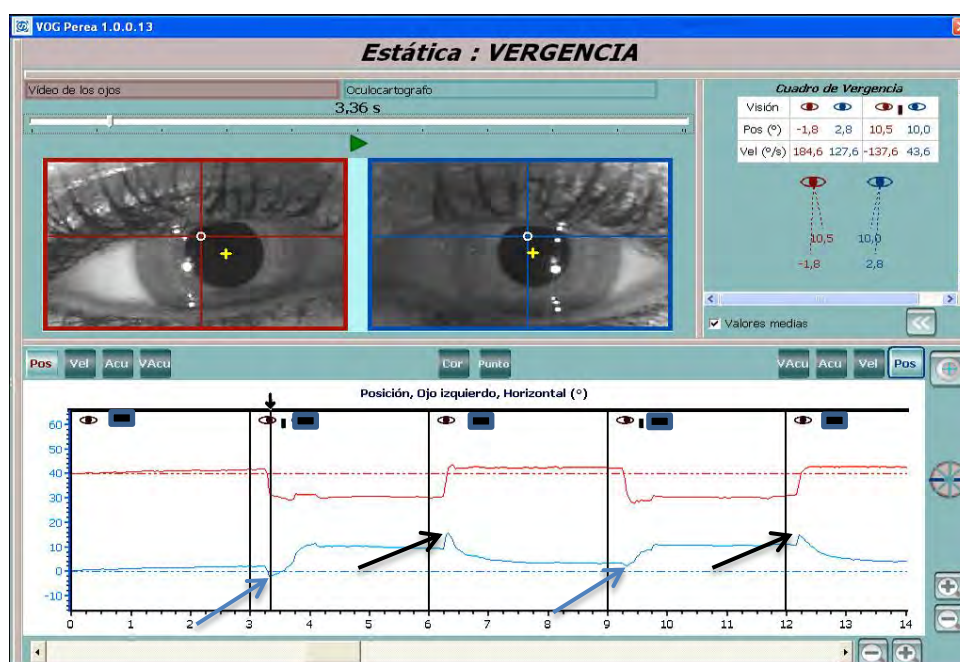 VOG Perea 1.0.0.13
Estática : VERGENCIA
Vídeo de los ojos
Oculocartografo
3,36 s
Cuadro de Vergencia
Visión
Pos (°) -1,8 2,8 10,5 10,0
Vel (°/s) 184,6 127,6 -137,6 43,6
10,5 10,0
-1,8 2,8
Valores medias
Pos Vel Acu VAcu Cor Punto VAcu Acu Vel Pos
Posición, Ojo izquierdo, Horizontal (°)
60
50
40
30
20
10
0
-10
0 1 2 3 4 5 6 7 8 9 10 11 12 13 14